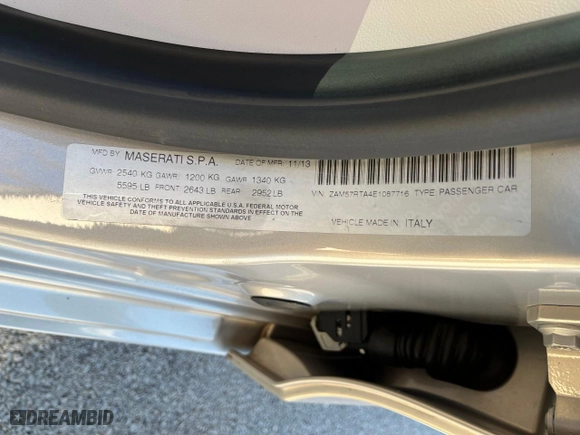 MFD BY MASERATI S.P.A. DATE OF MFR 11/13
GVWR 2540 KG GAWR 1200 KG GAWR 1340 KG
5595 LB FRONT 2643 LB REAR 2952 LB
THIS VEHICLE CONFORMS TO ALL APPLICABLE U.S.A. FEDERAL MOTOR
VEHICLE SAFETY AND THEFT PREVENTION STANDARDS IN EFFECT ON THE
DATE OF MANUFACTURE SHOWN ABOVE
VIN: ZAM57RTA4E1087716 TYPE: PASSENGER CAR
VEHICLE MADE IN ITALY
DREAMBID